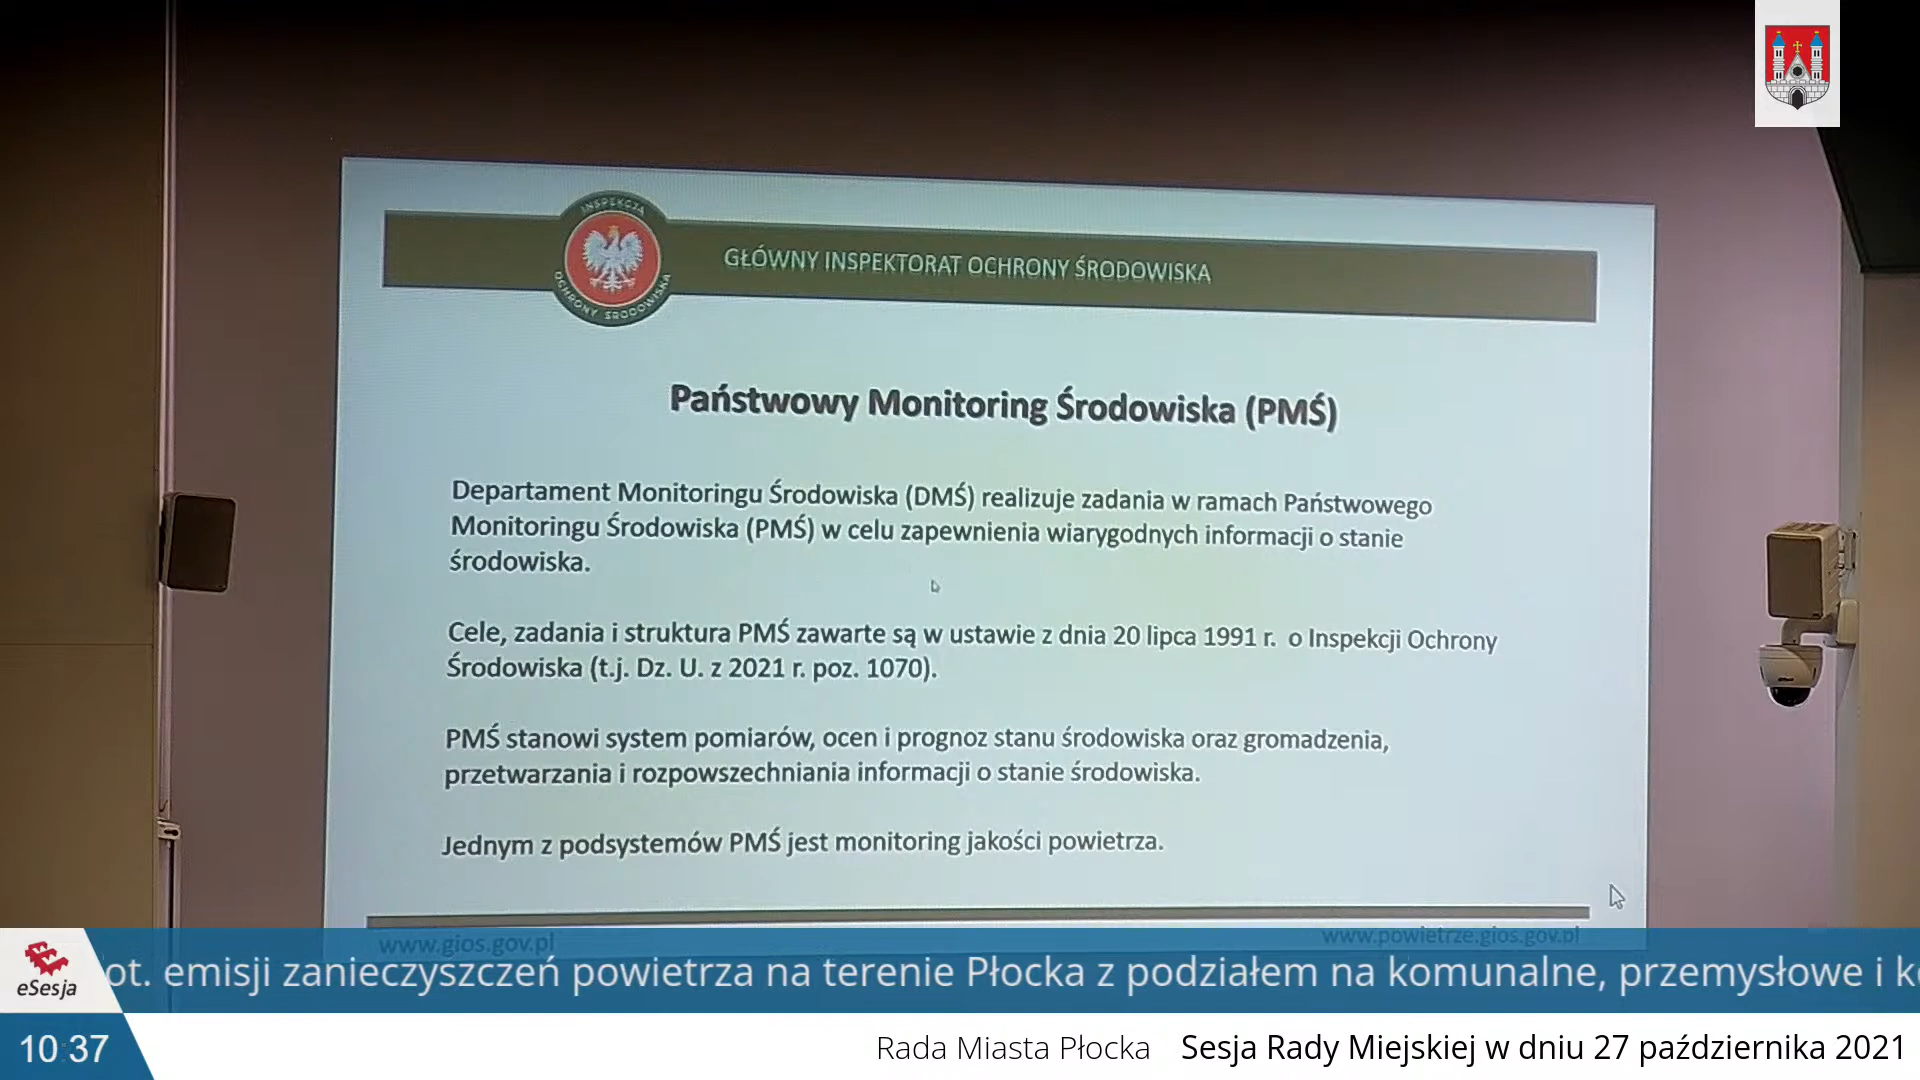 INSPEKCJA
OCHRONY ŚRODOWISKA
GŁÓWNY INSPEKTORAT OCHRONY ŚRODOWISKA
Państwowy Monitoring Środowiska (PMŚ)
Departament Monitoringu Środowiska (DMŚ) realizuje zadania w ramach Państwowego
Monitoringu Środowiska (PMŚ) w celu zapewnienia wiarygodnych informacji o stanie
środowiska.
Cele, zadania i struktura PMŚ zawarte są w ustawie z dnia 20 lipca 1991 r. o Inspekcji Ochrony
Środowiska (t.j. Dz. U. z 2021 r. poz. 1070).
PMŚ stanowi system pomiarów, ocen i prognoz stanu środowiska oraz gromadzenia,
przetwarzania i rozpowszechniania informacji o stanie środowiska.
Jednym z podsystemów PMŚ jest monitoring jakości powietrza.
www.gios.gov.pl www.powietrze.gios.gov.pl
eSesja
ot. emisji zanieczyszczeń powietrza na terenie Płocka z podziałem na komunalne, przemysłowe i k
10:37
Rada Miasta Płocka Sesja Rady Miejskiej w dniu 27 października 2021